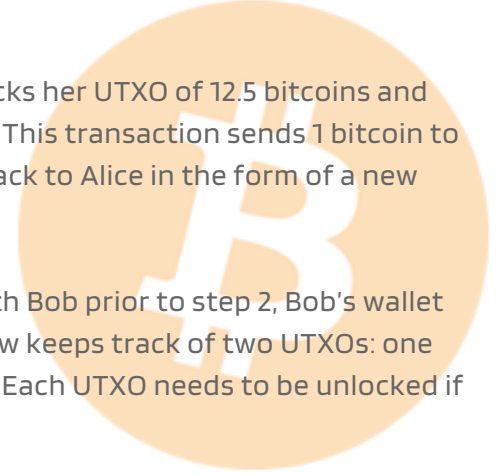 cks her UTXO of 12.5 bitcoins and
This transaction sends 1 bitcoin to
ack to Alice in the form of a new
th Bob prior to step 2, Bob's wallet
w keeps track of two UTXOs: one
Each UTXO needs to be unlocked if